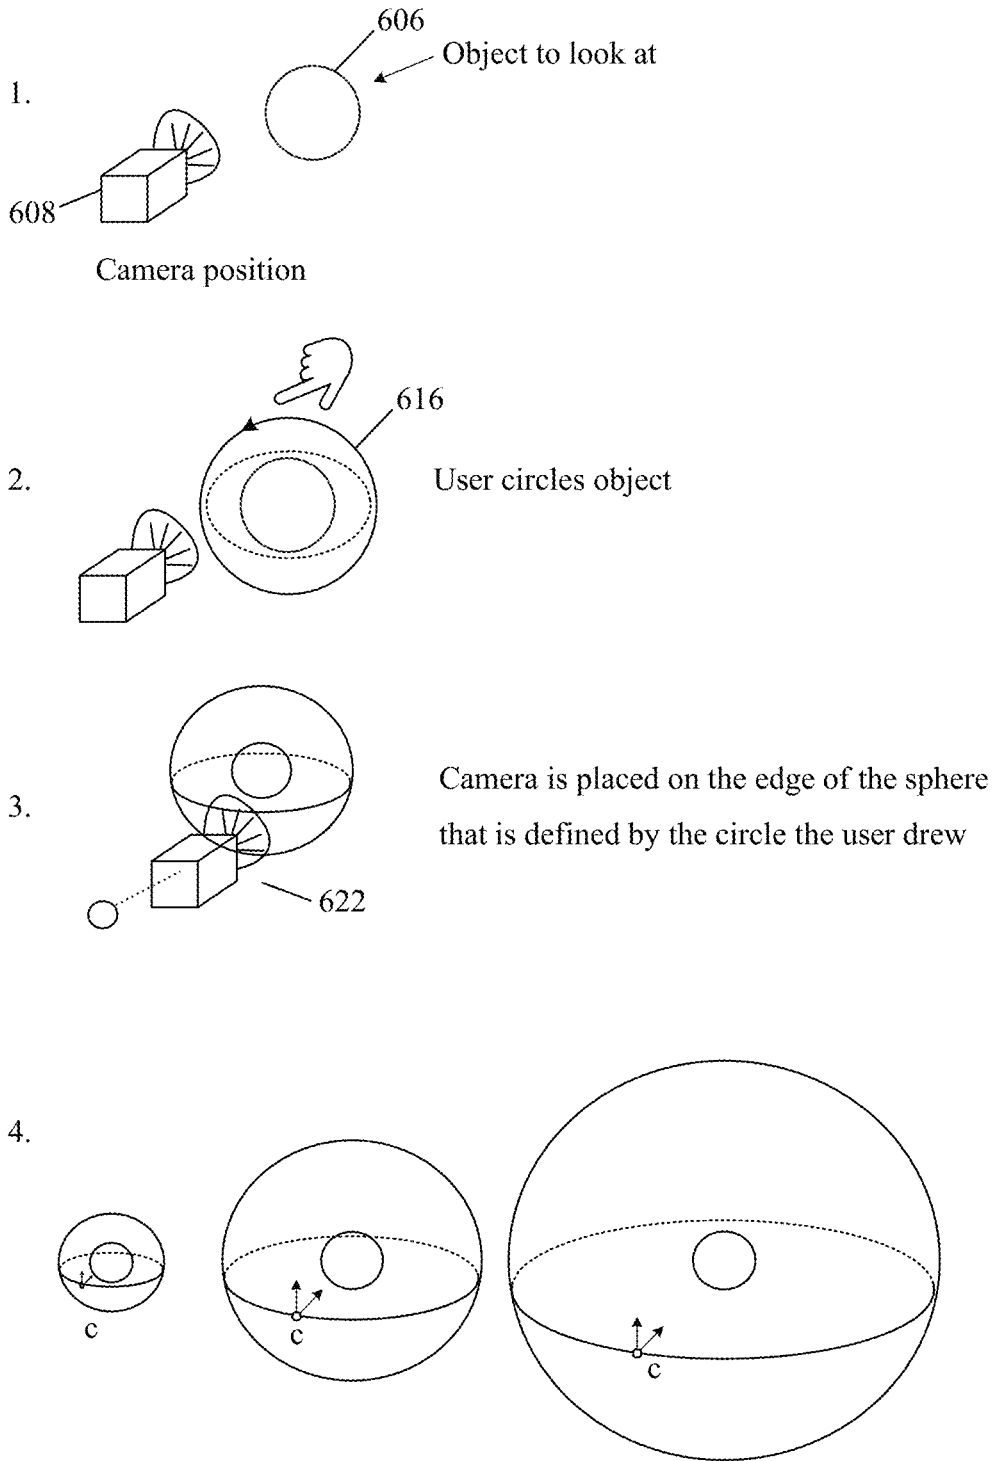 606
Object to look at
1.
608
Camera position
616
2.
User circles object
3.
Camera is placed on the edge of the sphere
that is defined by the circle the user drew
622
4.
c
c
c